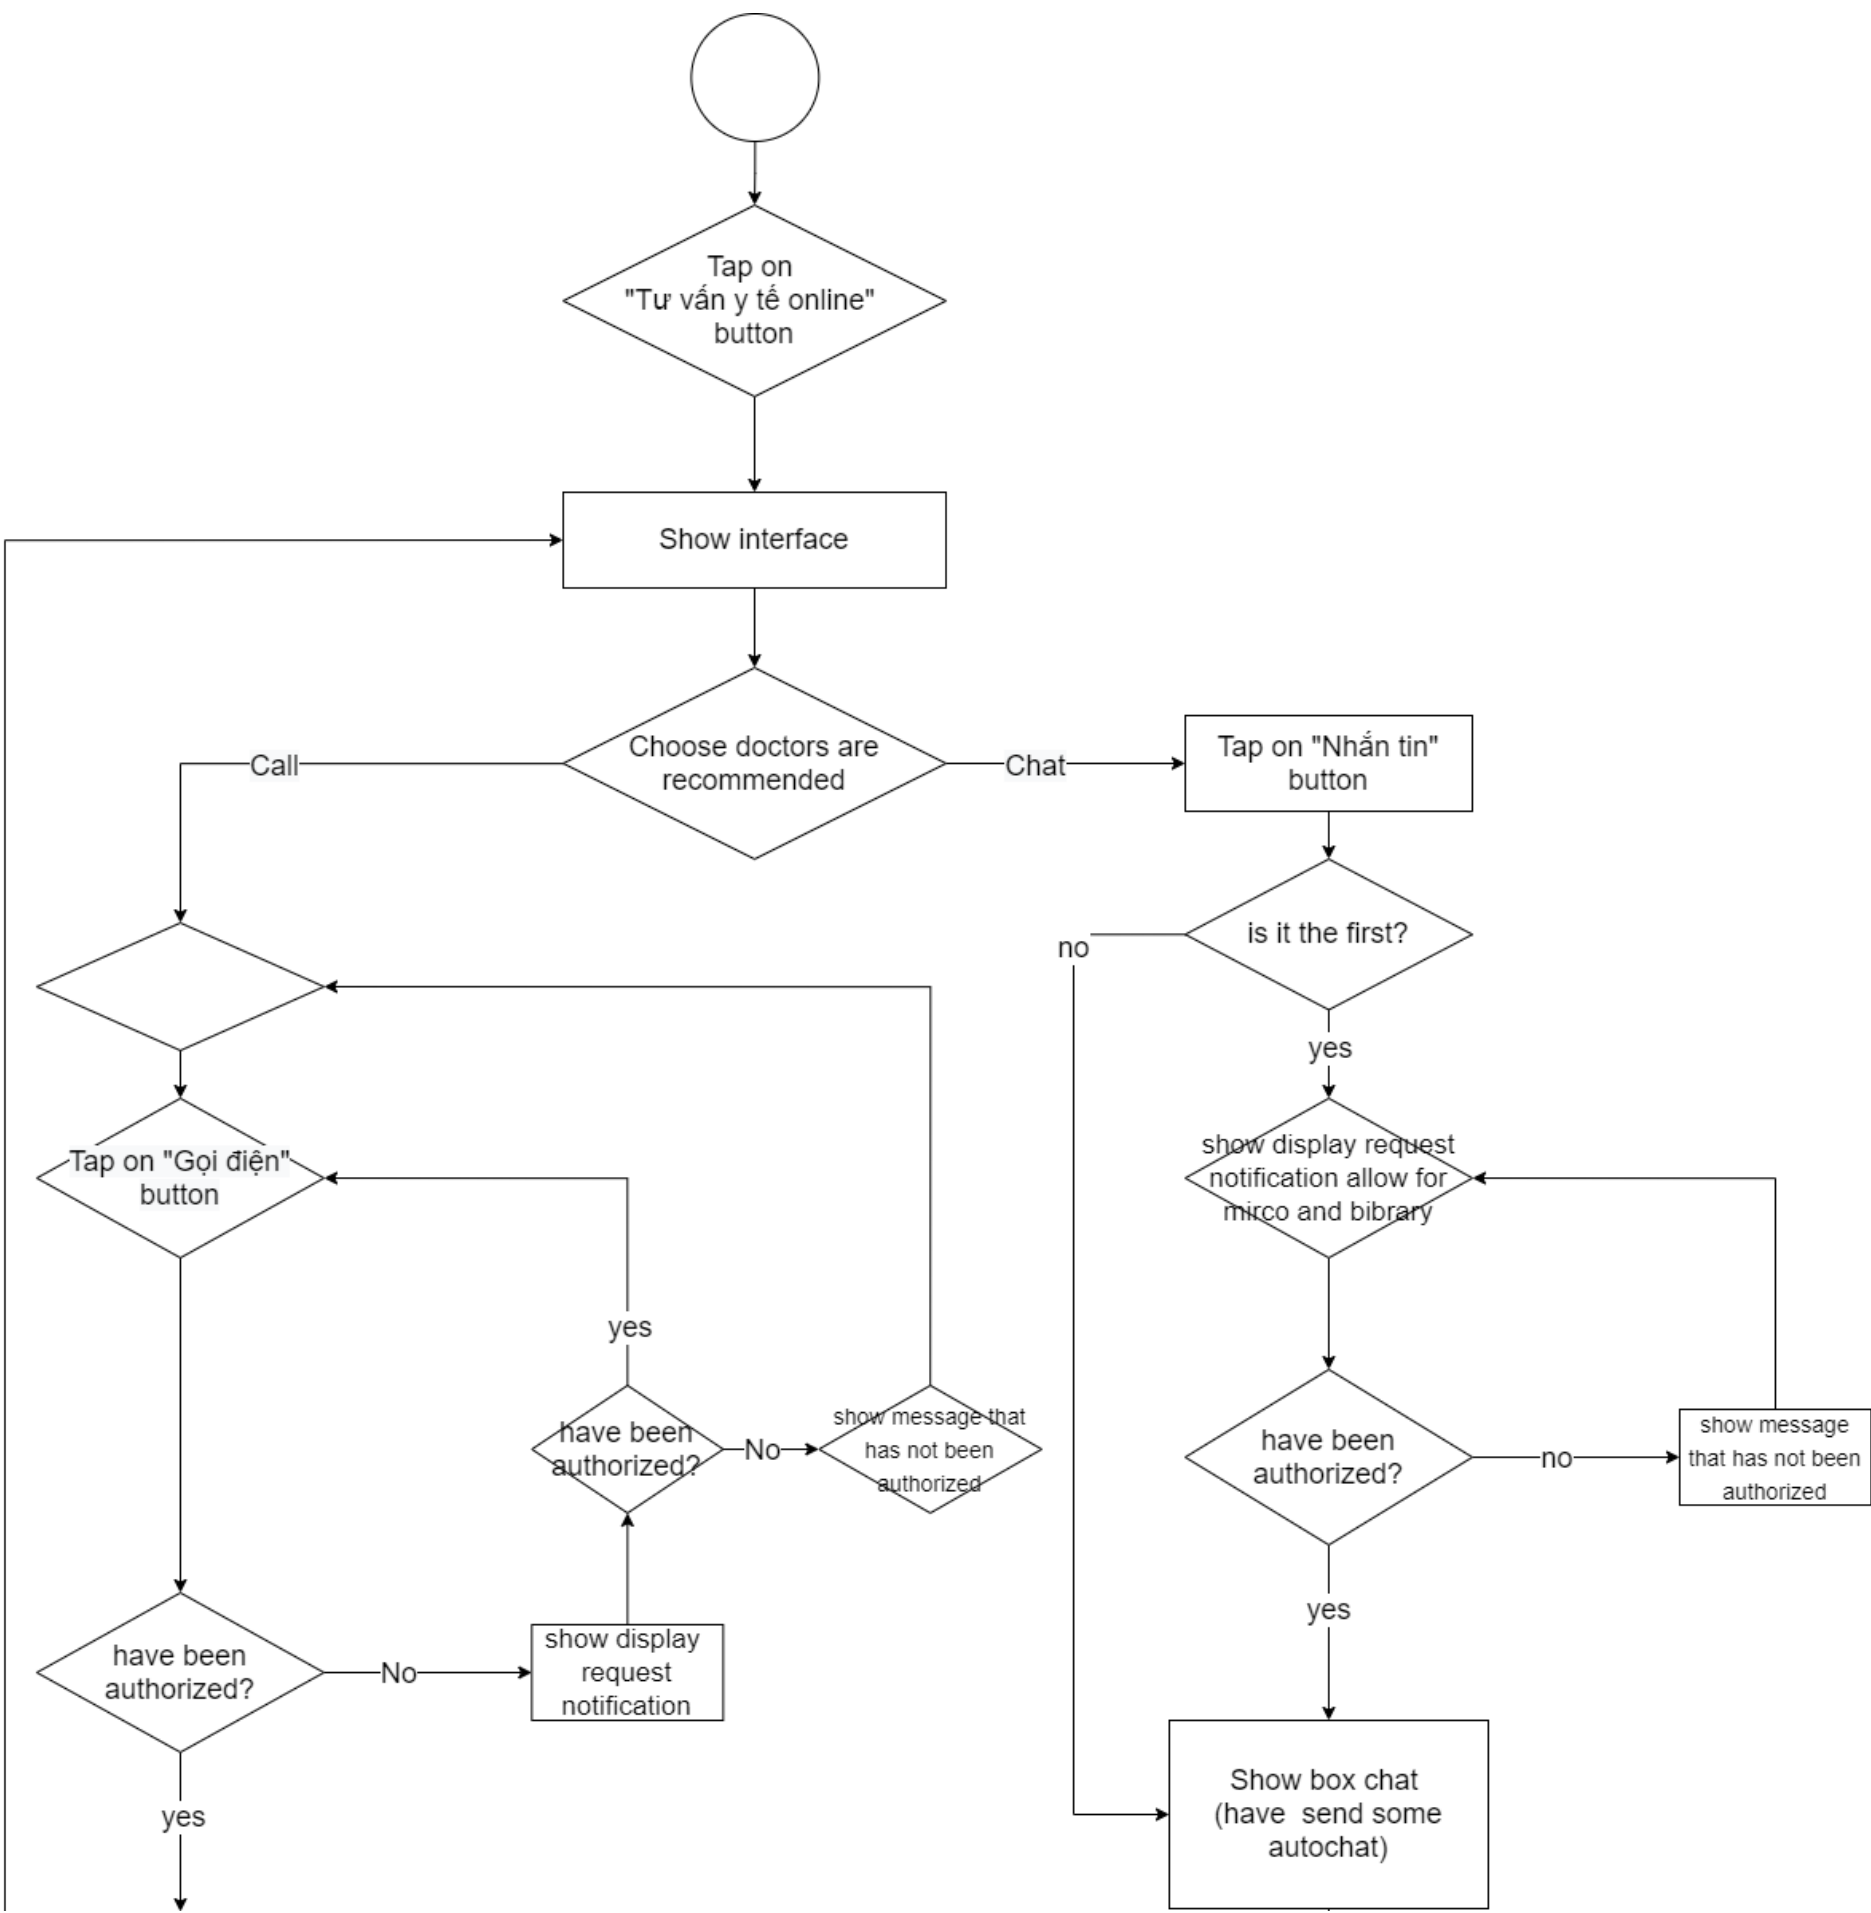 Tap on
"Tư vấn y tế online"
button
Show interface
Choose doctors are
recommended
Call
Chat
Tap on "Nhắn tin"
button
is it the first?
no
yes
show display request
notification allow for
mirco and bibrary
Tap on "Gọi điện"
button
yes
have been
authorized?
No
show message that
has not been
authorized
have been
authorized?
no
show message
that has not been
authorized
yes
have been
authorized?
No
show display
request
notification
yes
Show box chat
(have  send some
autochat)